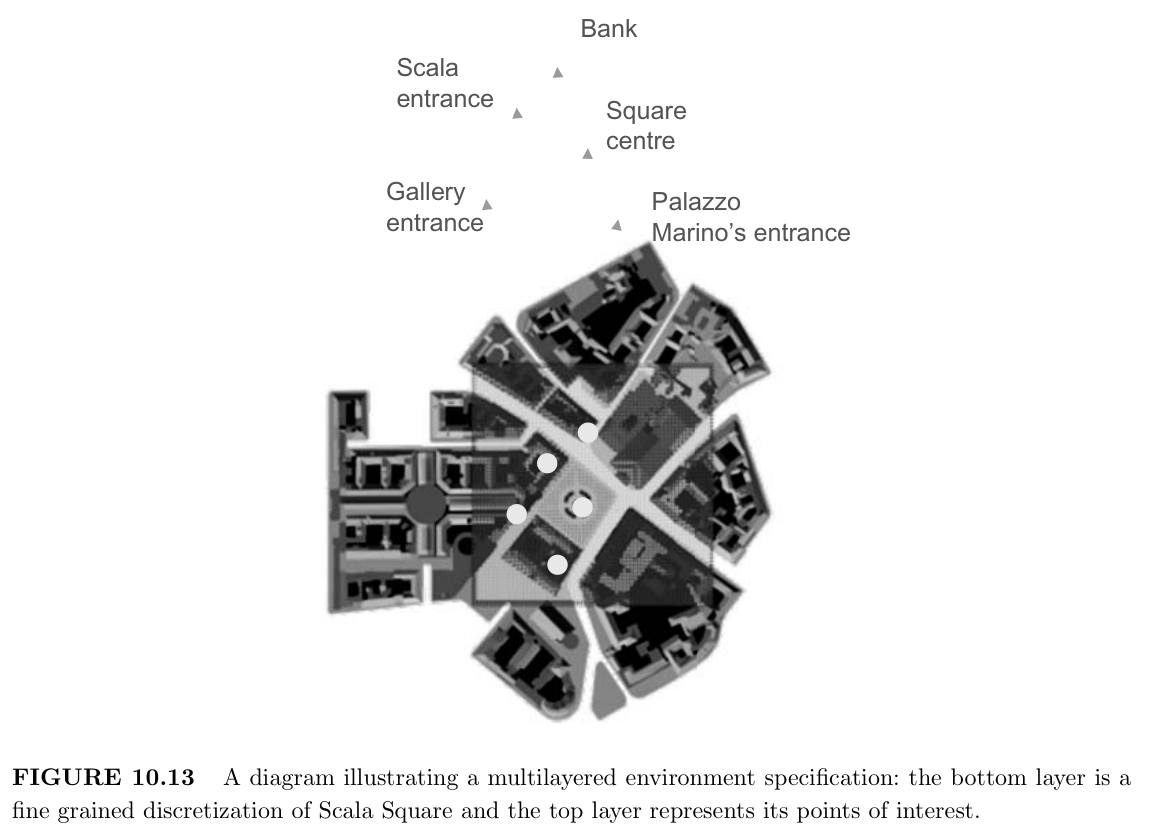 Bank
Scala
entrance
Square
centre
Gallery
entrance
Palazzo
Marino’s entrance
FIGURE 10.13 A diagram illustrating a multilayered environment specification: the bottom layer is a
fine grained discretization of Scala Square and the top layer represents its points of interest.